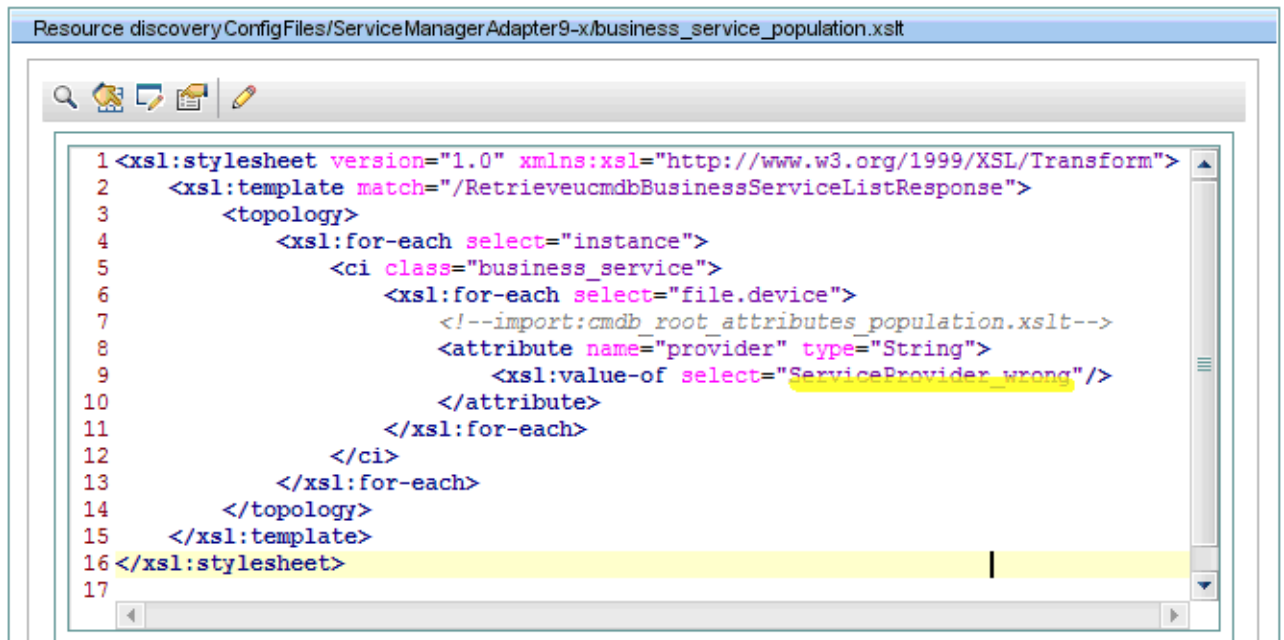 Resource discoveryConfigFiles/ServiceManagerAdapter9-x/business_service_population.xslt
1 <xsl:stylesheet version="1.0" xmlns:xsl="http://www.w3.org/1999/XSL/Transform">
2 <xsl:template match="/RetrieveucmdbBusinessServiceListResponse">
3 <topology>
4 <xsl:for-each select="instance">
5 <ci class="business_service">
6 <xsl:for-each select="file.device">
7 <!--import:cmdb_root_attributes_population.xslt-->
8 <attribute name="provider" type="String">
9 <xsl:value-of select="ServiceProvider_wrong"/>
10 </attribute>
11 </xsl:for-each>
12 </ci>
13 </xsl:for-each>
14 </topology>
15 </xsl:template>
16 </xsl:stylesheet>
17